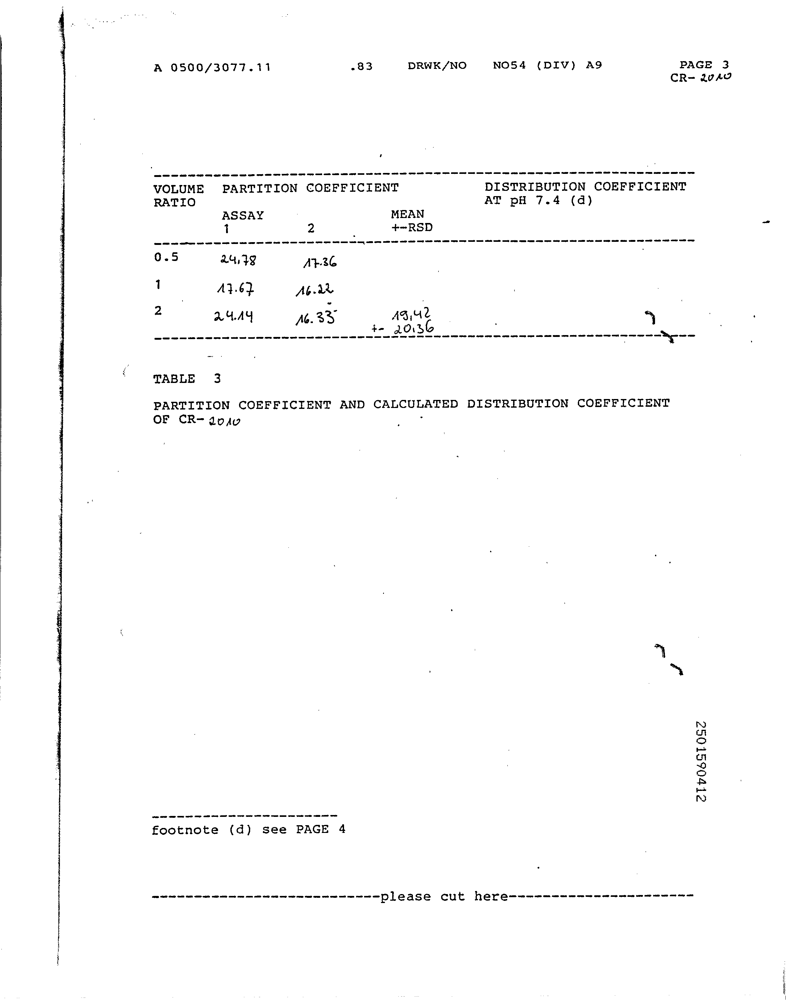 A 0500/3077.11 .83 DRWK/NO NO54 (DIV) A9 PAGE 3
CR- 2010
VOLUME PARTITION COEFFICIENT DISTRIBUTION COEFFICIENT
RATIO AT pH 7.4 (d)
ASSAY MEAN
1 2 +-RSD
0.5 24,78 17.36
1 17.67 16.22
2 24.14 16.35 19,42
+- 20,36
TABLE 3
PARTITION COEFFICIENT AND CALCULATED DISTRIBUTION COEFFICIENT
OF CR- 2010
2501590412
footnote (d) see PAGE 4
---------------------------please cut here----------------------